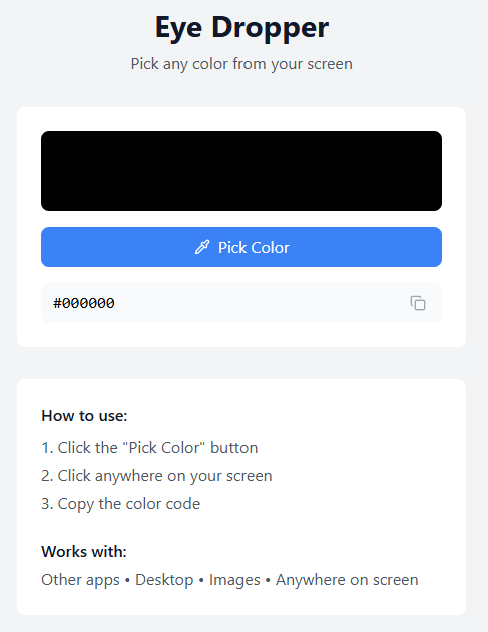 Eye Dropper
Pick any color from your screen
Pick Color
#000000
How to use:
1. Click the "Pick Color" button
2. Click anywhere on your screen
3. Copy the color code
Works with:
Other apps • Desktop • Images • Anywhere on screen